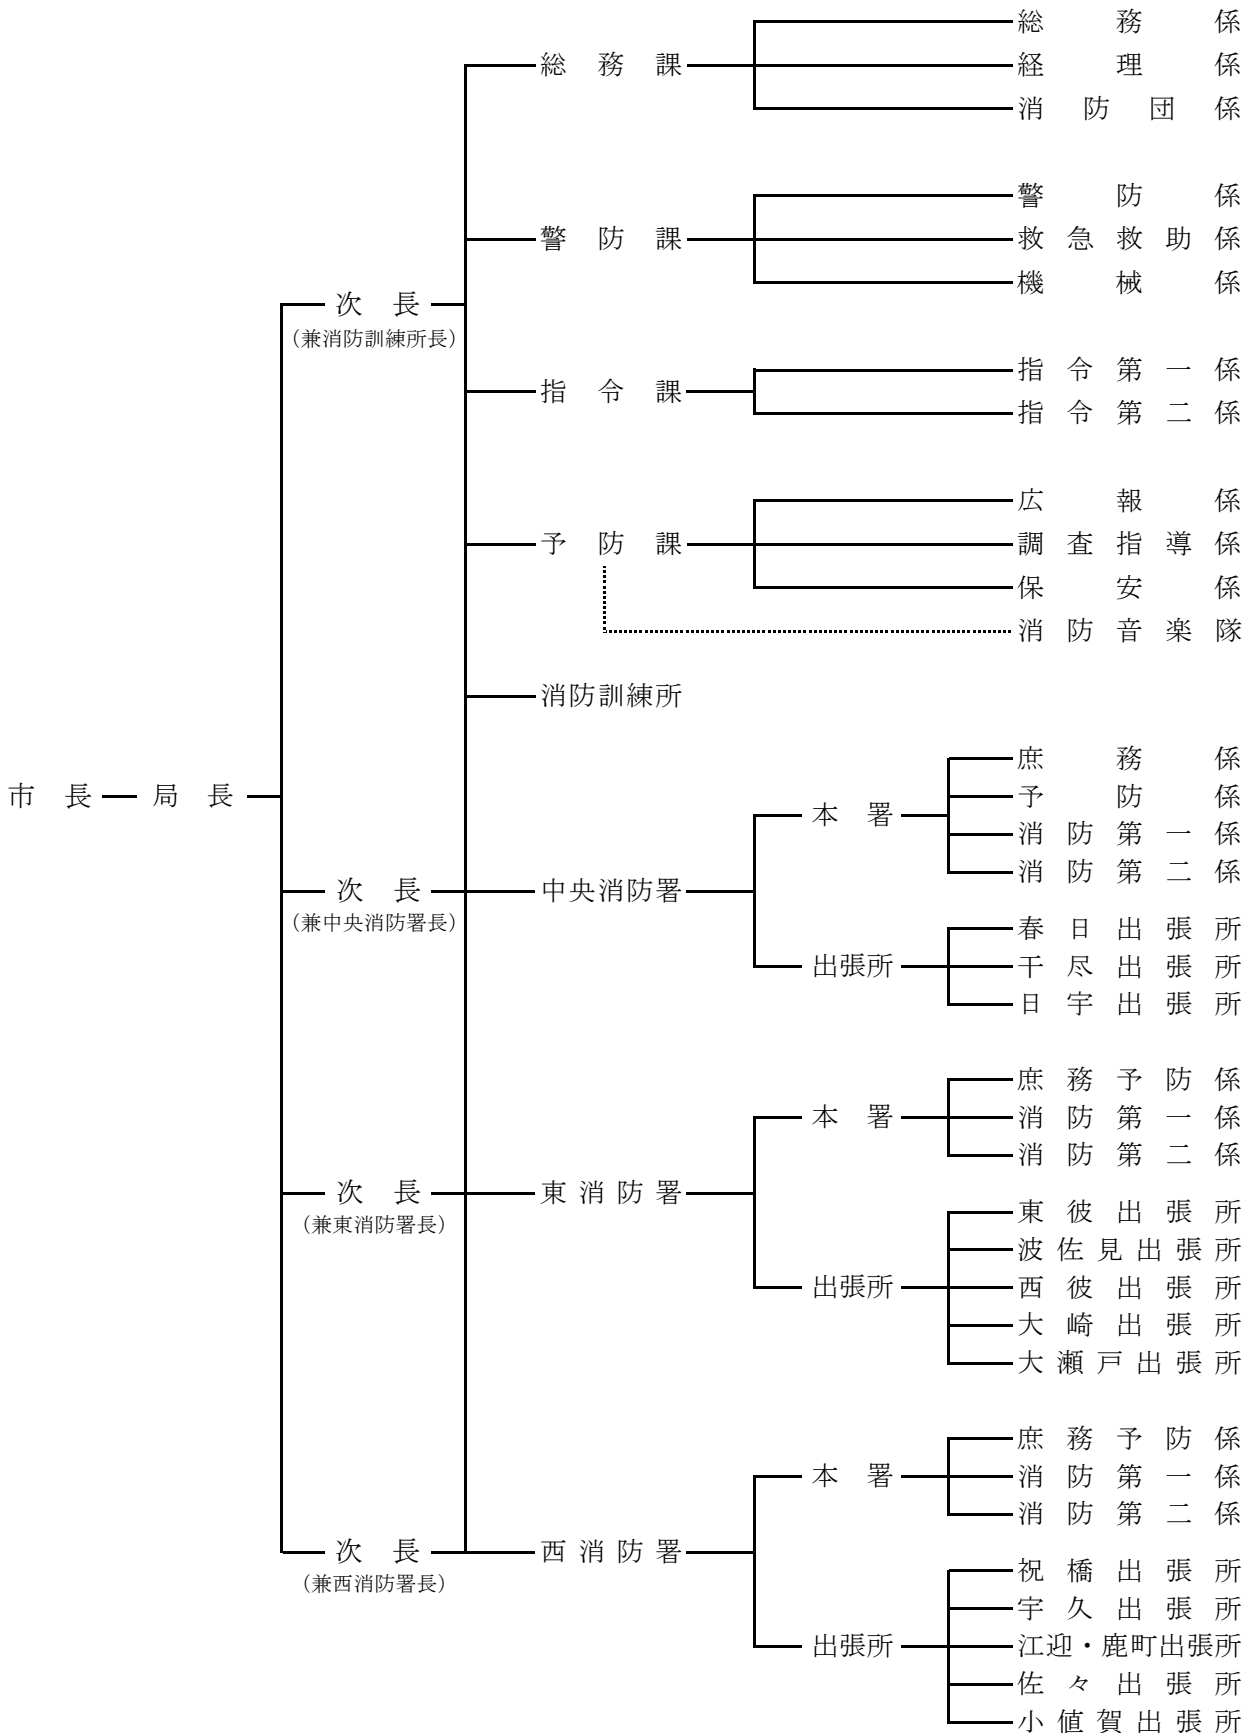 総務係
総務課
経理係
消防団係
警防係
警防課
救急救助係
機械係
次長
（兼消防訓練所長）
指令第一係
指令課
指令第二係
広報係
予防課
調査指導係
保安係
消防音楽隊
消防訓練所
市長
局長
庶務係
予防係
本署
消防第一係
消防第二係
次長
（兼中央消防署長）
中央消防署
春日出張所
出張所
干尽出張所
日宇出張所
庶務予防係
本署
消防第一係
消防第二係
次長
（兼東消防署長）
東消防署
東彼出張所
波佐見出張所
出張所
西彼出張所
大崎出張所
大瀬戸出張所
庶務予防係
本署
消防第一係
消防第二係
次長
（兼西消防署長）
西消防署
祝橋出張所
宇久出張所
出張所
江迎・鹿町出張所
佐々出張所
小値賀出張所